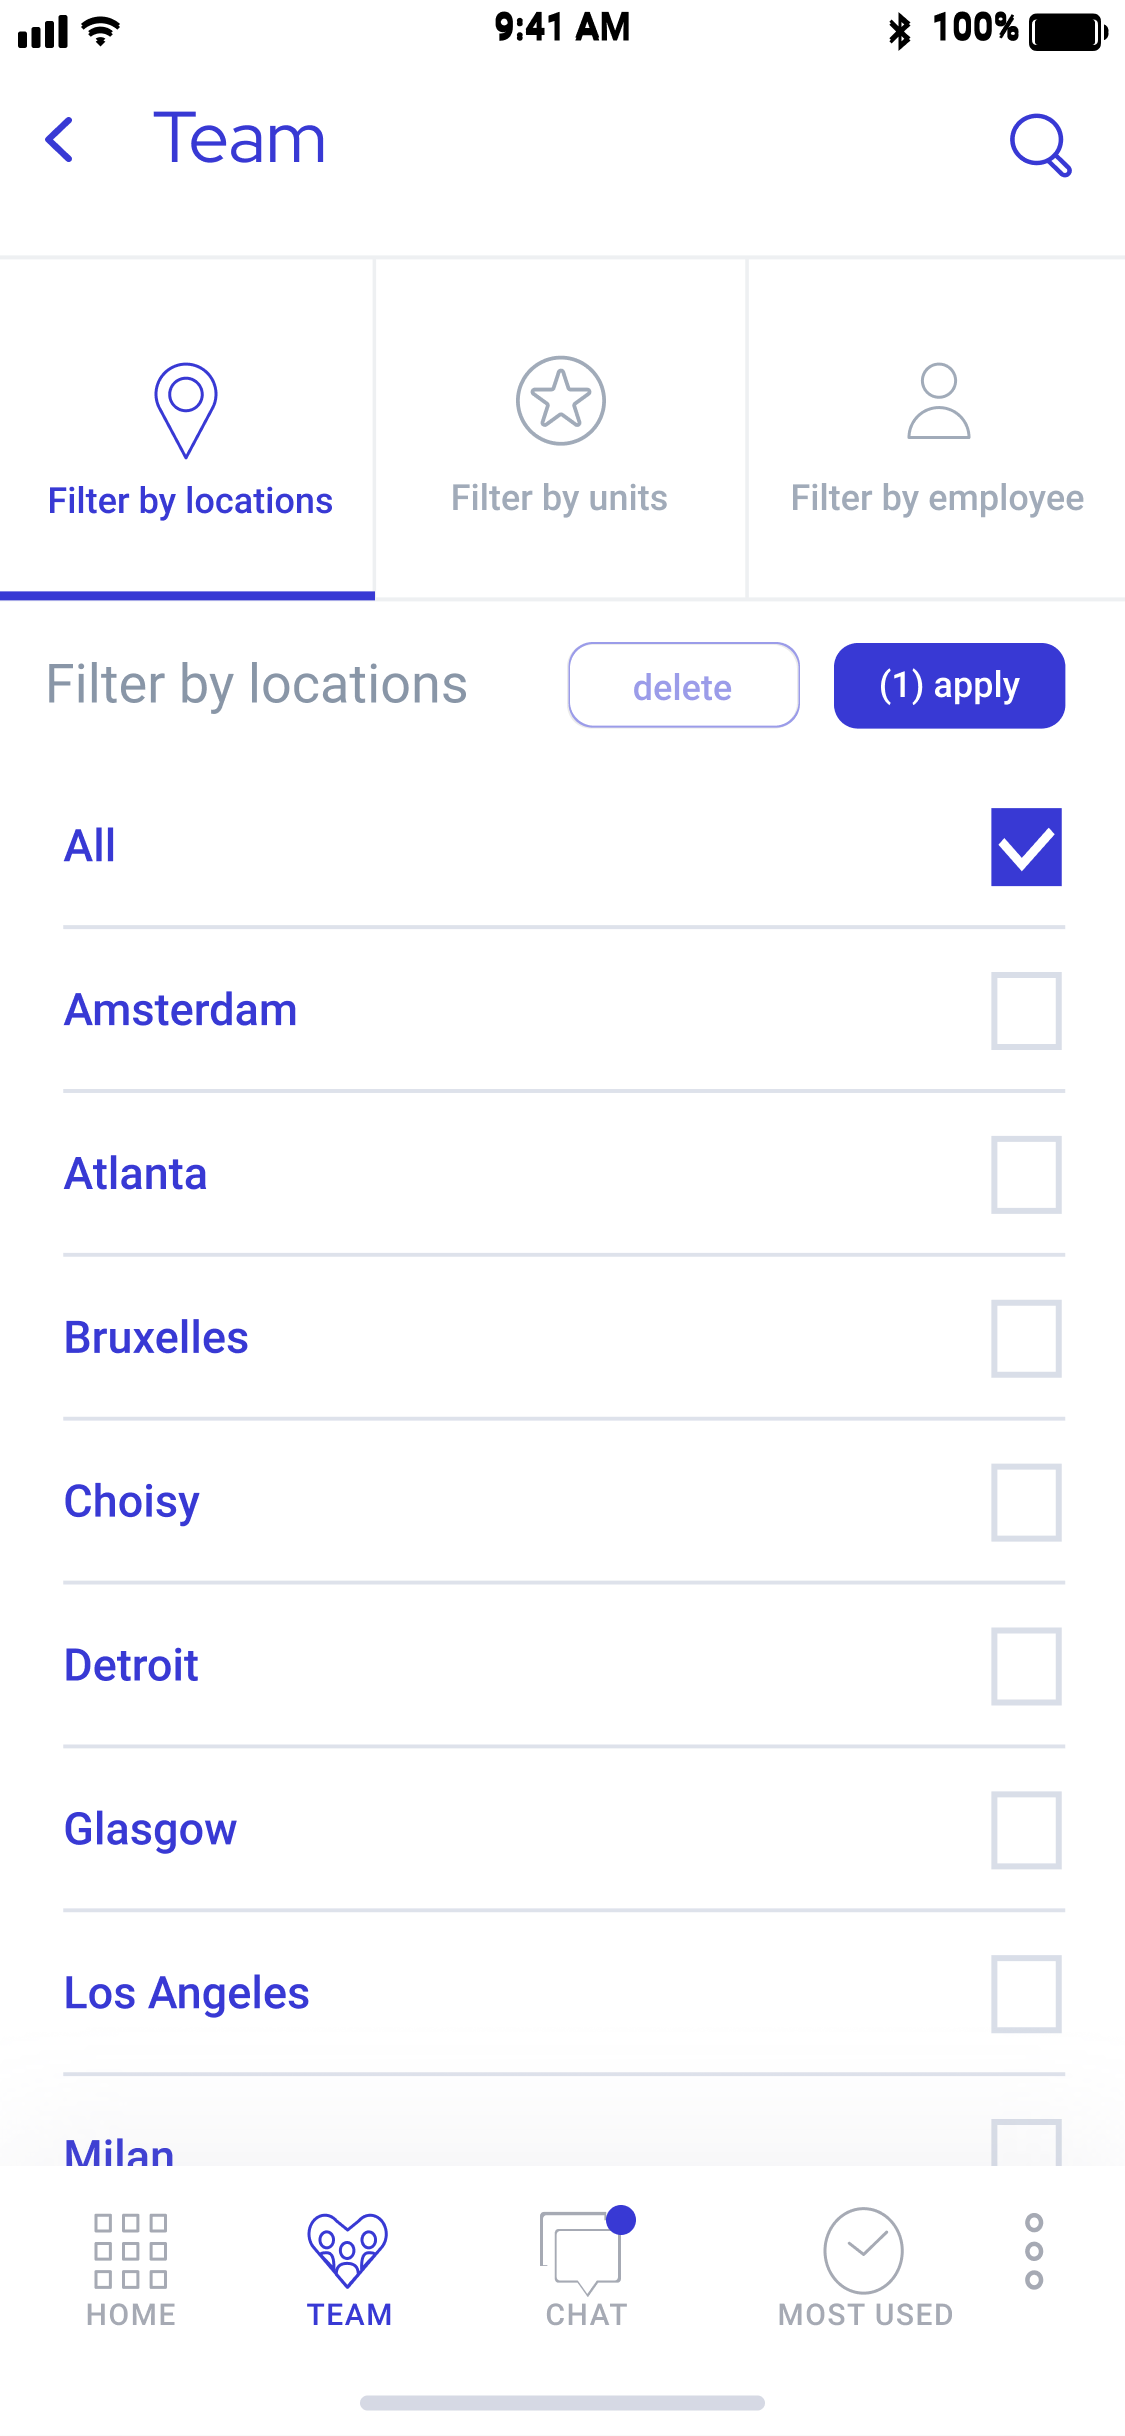 9:41 AM
100%
Team
Filter by locations
Filter by units
Filter by employee
Filter by locations
delete
(1) apply
All
Amsterdam
Atlanta
Bruxelles
Choisy
Detroit
Glasgow
Los Angeles
Milan
HOME
TEAM
CHAT
MOST USED